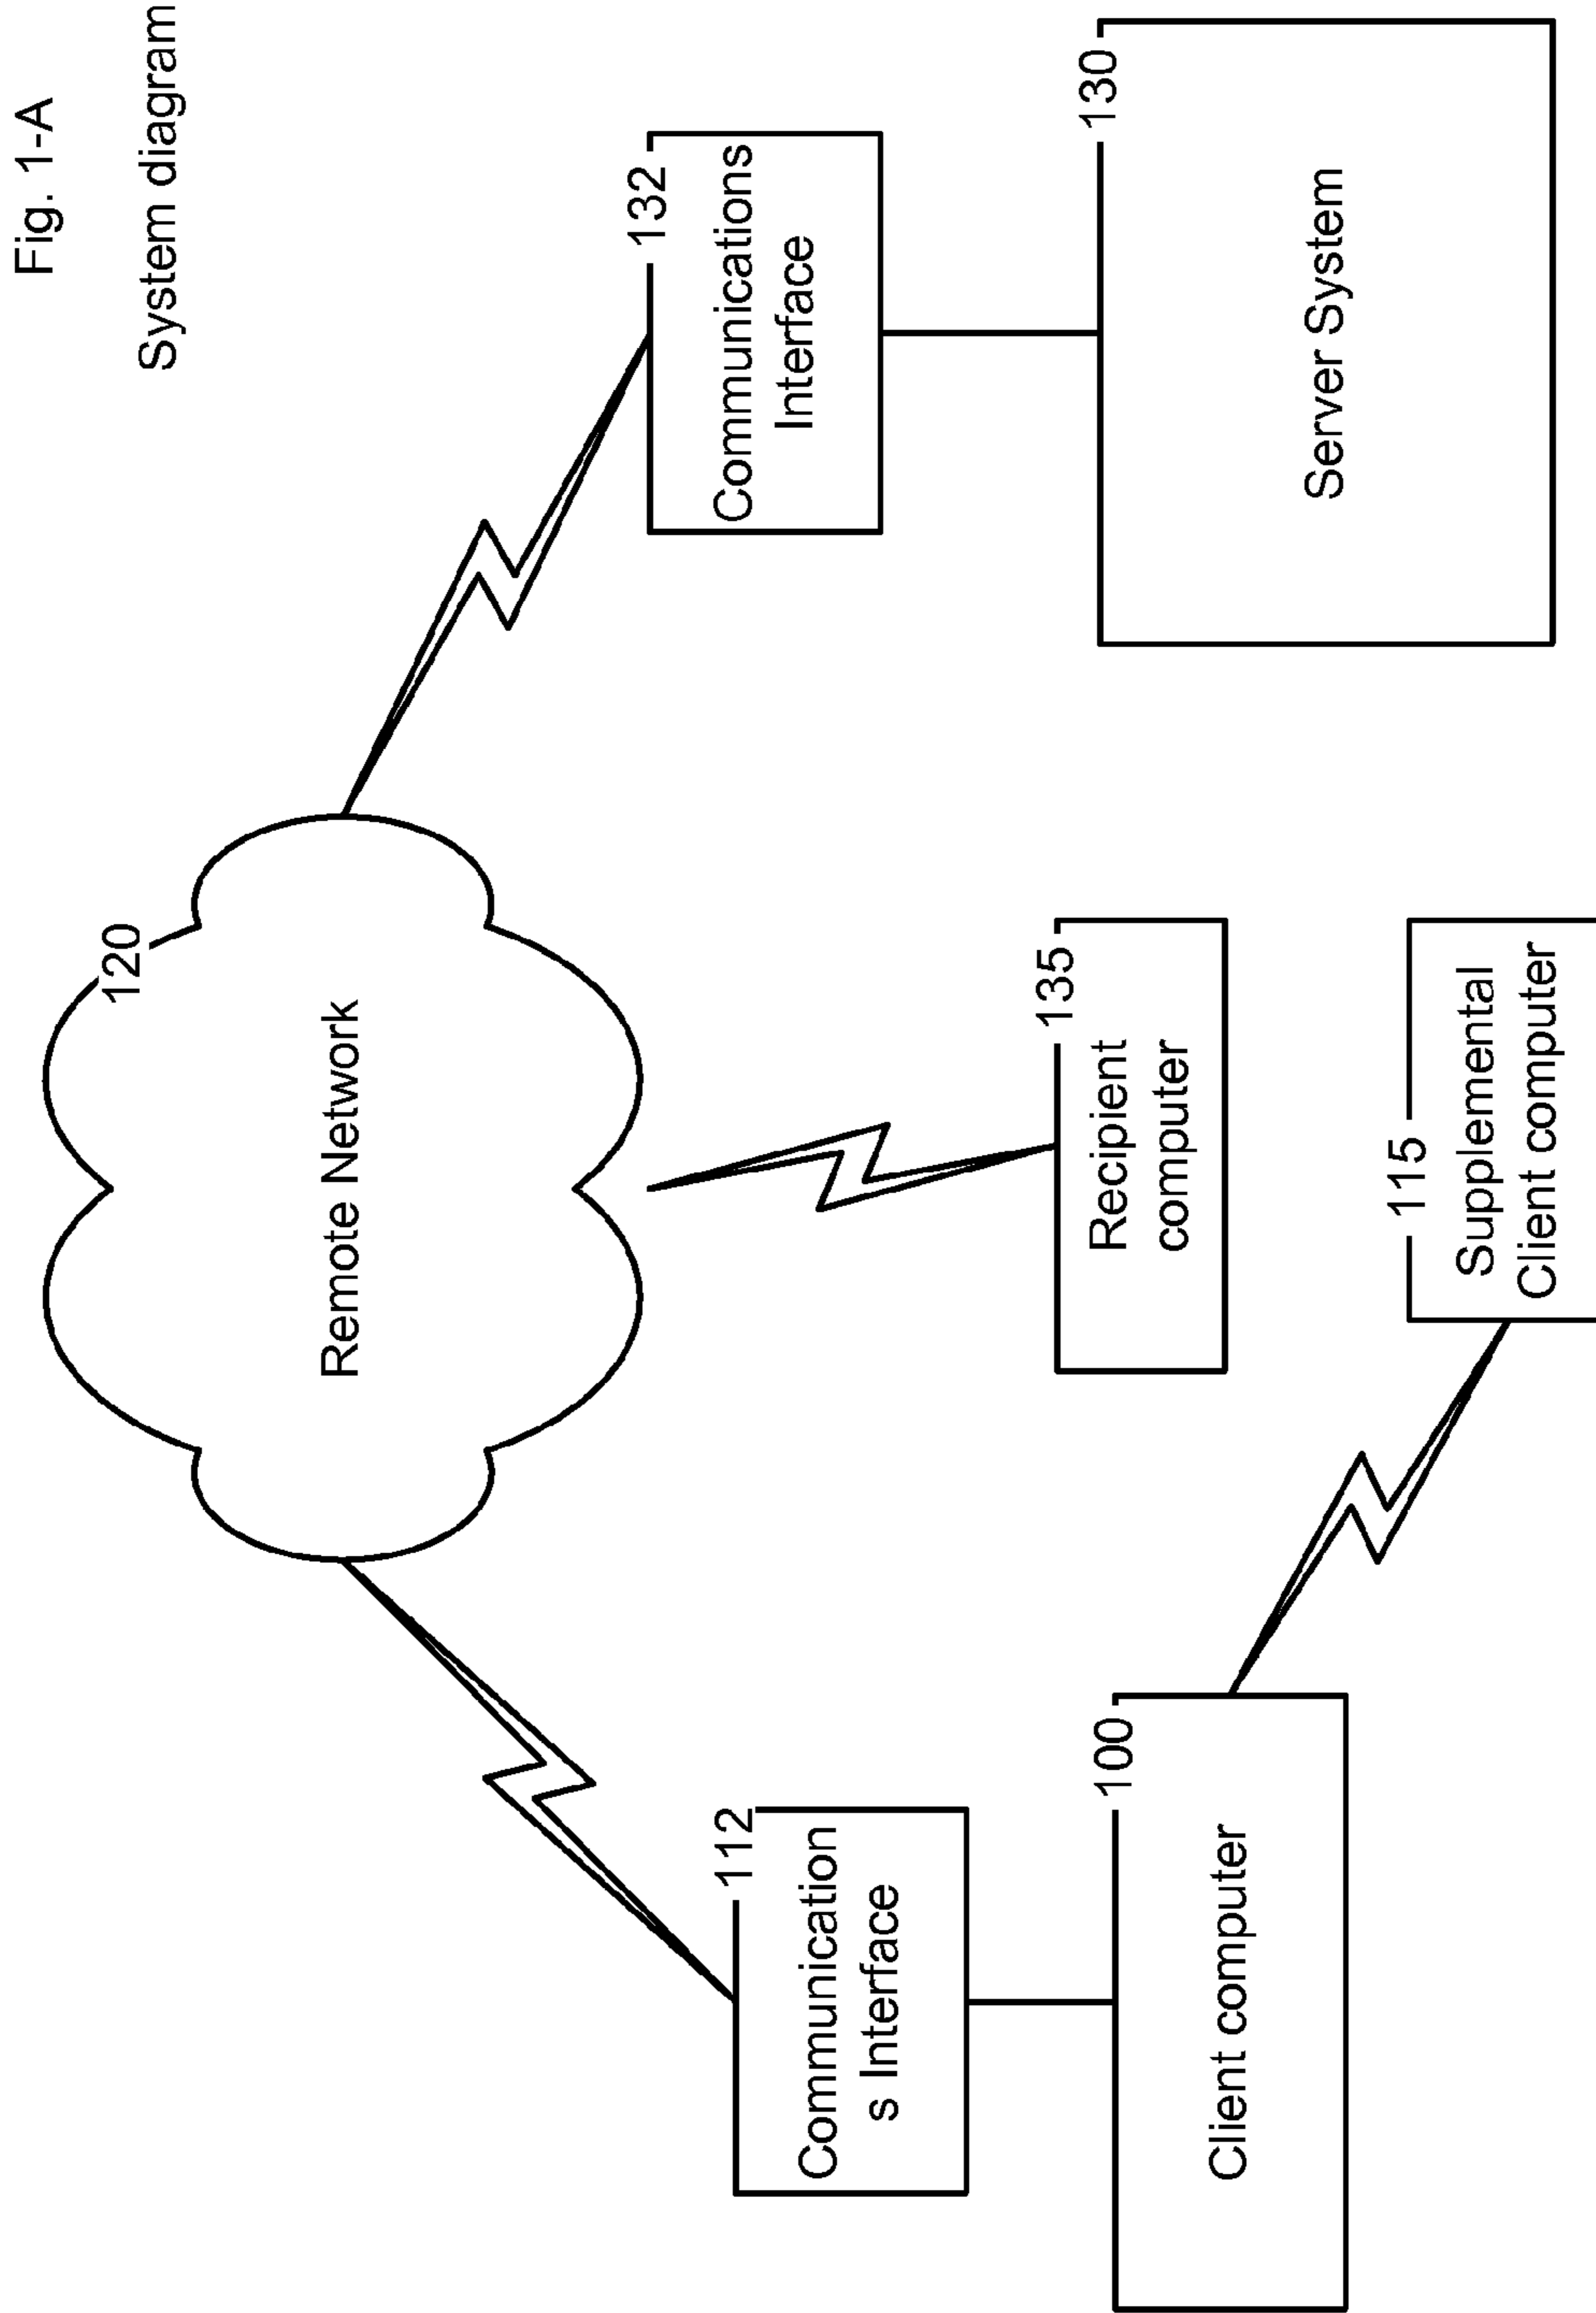 Fig. 1-A
System diagram
120
Remote Network
112
Communication
s Interface
132
Communications
Interface
100
Client computer
135
Recipient
computer
130
Server System
115
Supplemental
Client computer